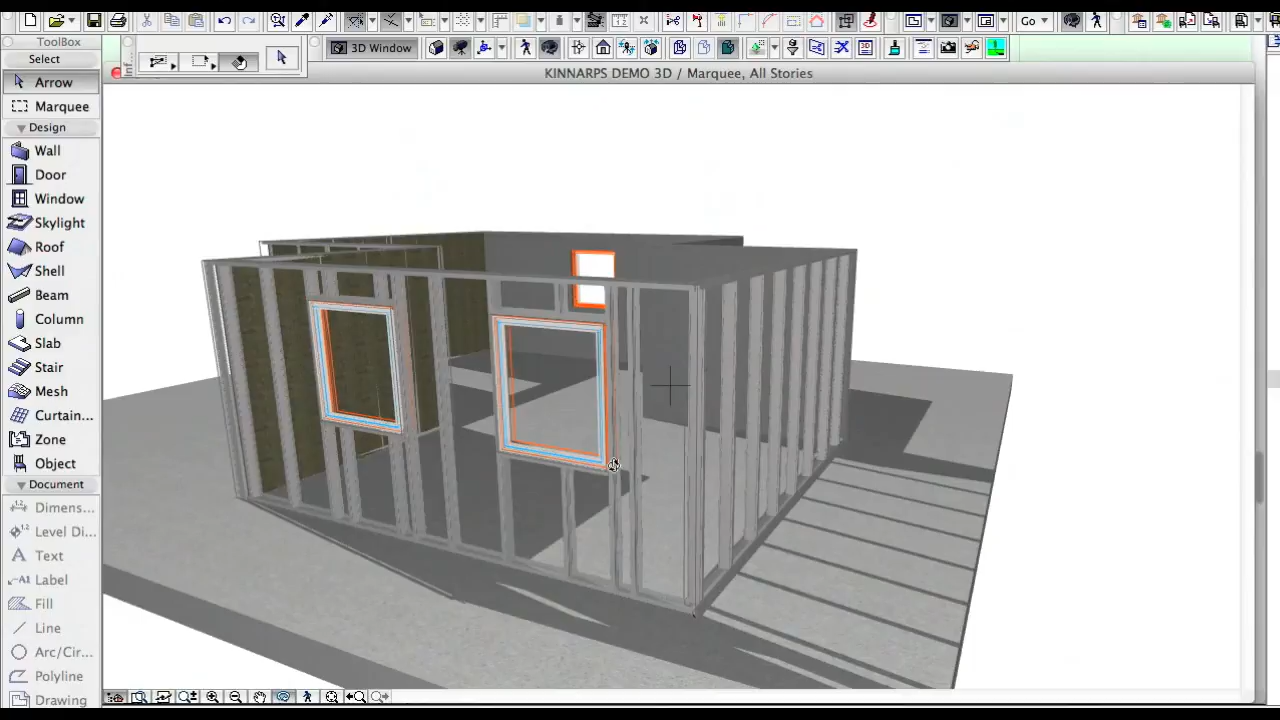 Go
ToolBox
3D Window
Select
KINNARPS DEMO 3D / Marquee, All Stories
Arrow
Marquee
Design
Wall
Door
Window
Skylight
Roof
Shell
Beam
Column
Slab
Stair
Mesh
Curtain...
Zone
Object
Document
Dimens...
Level Di...
A Text
A1 Label
Fill
Line
Arc/Cir...
Polyline
Drawing